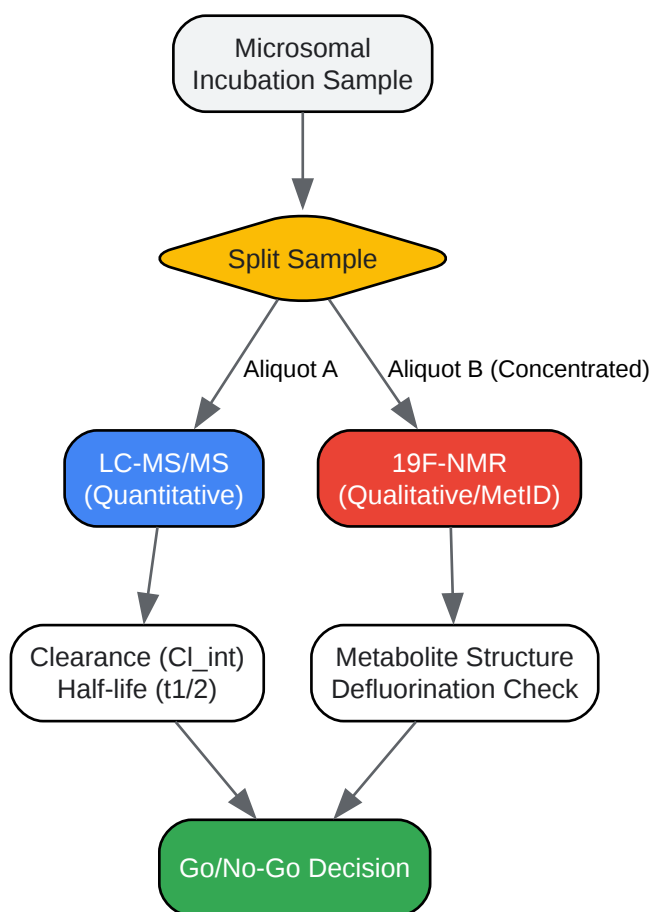 Microsomal
Incubation Sample
Split Sample
Aliquot A
Aliquot B (Concentrated)
LC-MS/MS
(Quantitative)
19F-NMR
(Qualitative/MetID)
Clearance (Cl_int)
Half-life (t1/2)
Metabolite Structure
Defluorination Check
Go/No-Go Decision